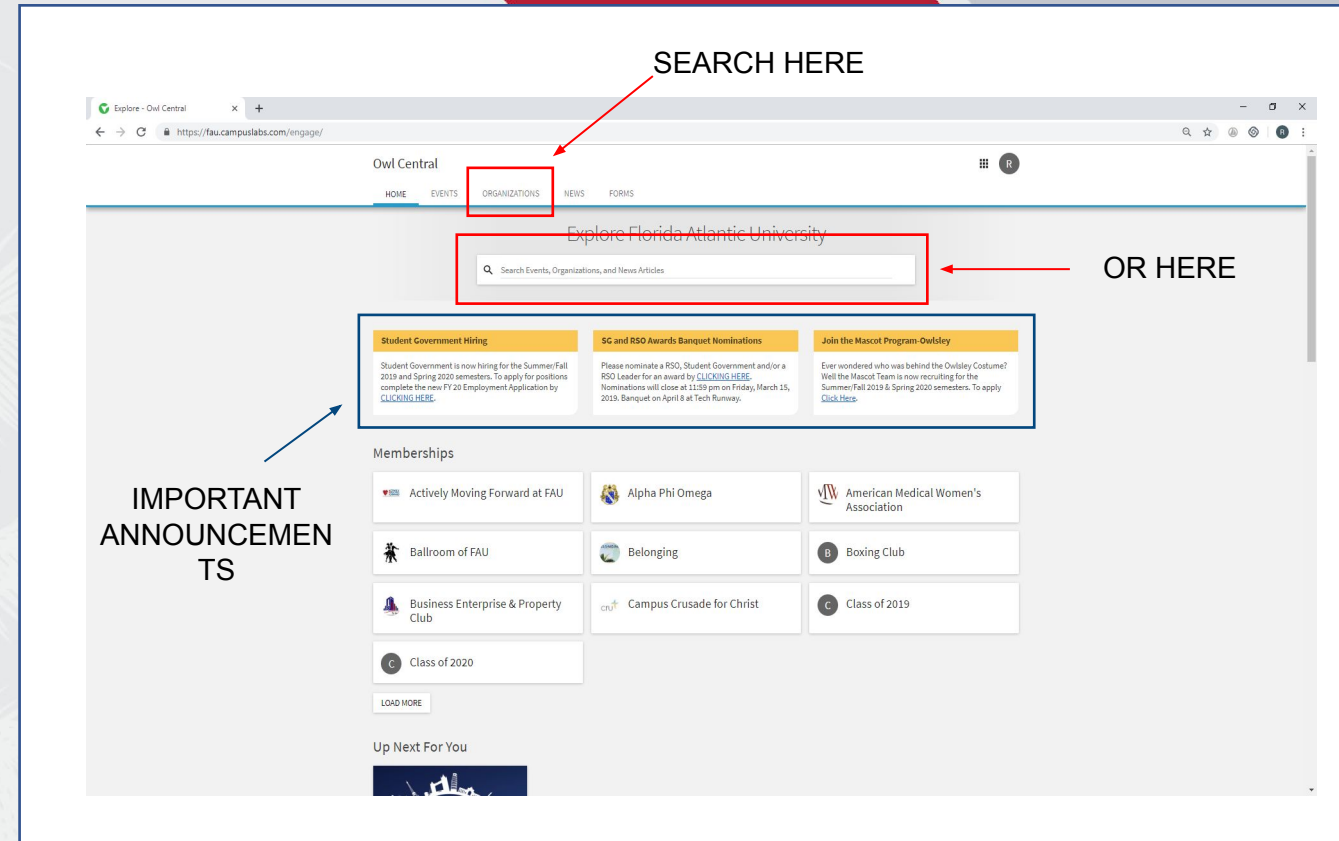 SEARCH HERE
Explore - Owl Central
https://fau.campuslabs.com/engage/
R
Owl Central
R
HOME EVENTS ORGANIZATIONS NEWS FORMS
Explore Florida Atlantic University
Search Events, Organizations, and News Articles
OR HERE
Student Government Hiring
Student Government is now hiring for the Summer/Fall
2019 and Spring 2020 semesters. To apply for positions
complete the new FY 20 Employment Application by
CLICKING HERE.
SG and RSO Awards Banquet Nominations
Please nominate a RSO, Student Government and/or a
RSO Leader for an award by CLICKING HERE.
Nominations will close at 11:59 pm on Friday, March 15,
2019. Banquet on April 8 at Tech Runway.
Join the Mascot Program-Owlsley
Ever wondered who was behind the Owlsley Costume?
Well the Mascot Team is now recruiting for the
Summer/Fall 2019 & Spring 2020 semesters. To apply
Click Here.
IMPORTANT
ANNOUNCEMEN
TS
Memberships
Actively Moving Forward at FAU
Alpha Phi Omega
American Medical Women's
Association
Ballroom of FAU
Belonging
B
Boxing Club
Business Enterprise & Property
Club
cru
Campus Crusade for Christ
C
Class of 2019
C
Class of 2020
LOAD MORE
Up Next For You